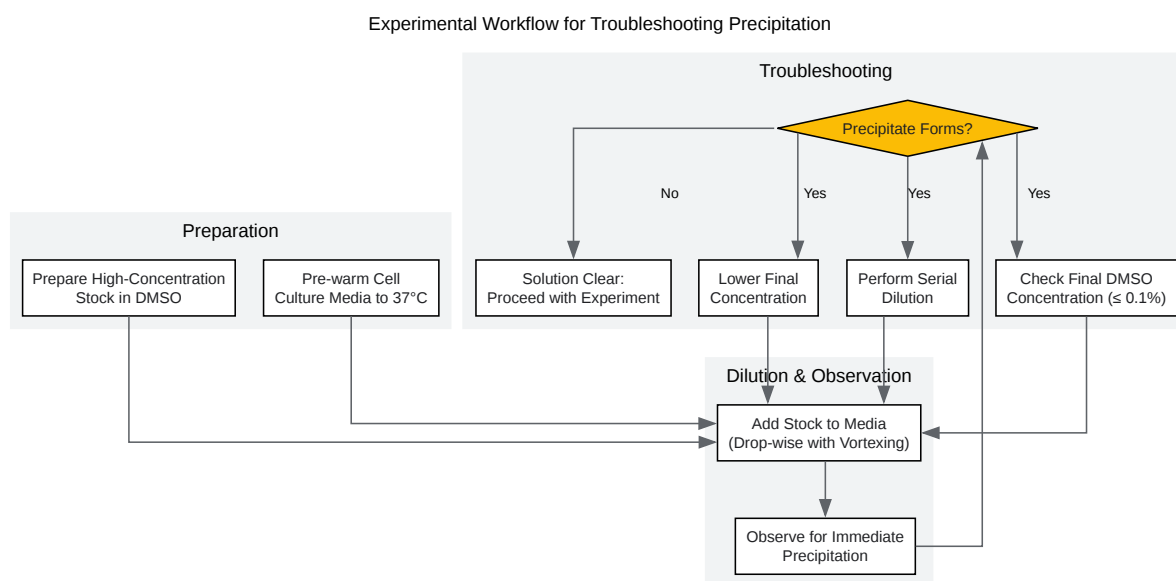 Experimental Workflow for Troubleshooting Precipitation
Troubleshooting
Precipitate Forms?
No
Yes
Yes
Yes
Preparation
Prepare High-Concentration
Stock in DMSO
Pre-warm Cell
Culture Media to 37°C
Solution Clear:
Proceed with Experiment
Lower Final
Concentration
Perform Serial
Dilution
Check Final DMSO
Concentration (≤ 0.1%)
Dilution & Observation
Add Stock to Media
(Drop-wise with Vortexing)
Observe for Immediate
Precipitation